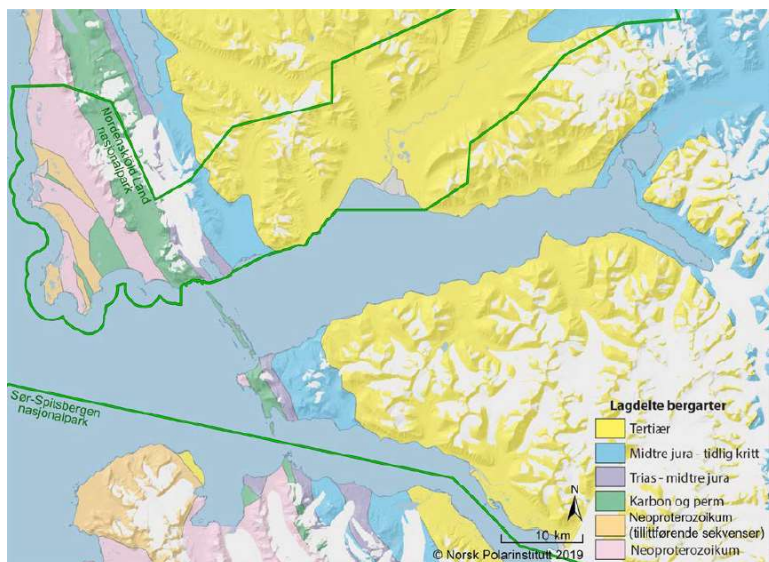 Nordenskiöld Land
nasjonalpark
Sør-Spitsbergen
nasjonalpark
Lagdelte bergarter
Tertiær
Midtre jura - tidlig kritt
Trias - midtre jura
Karbon og perm
Neoproterozoikum
(tillittførende sekvenser)
Neoproterozoikum
N
10 km
© Norsk Polarinstitutt 2019